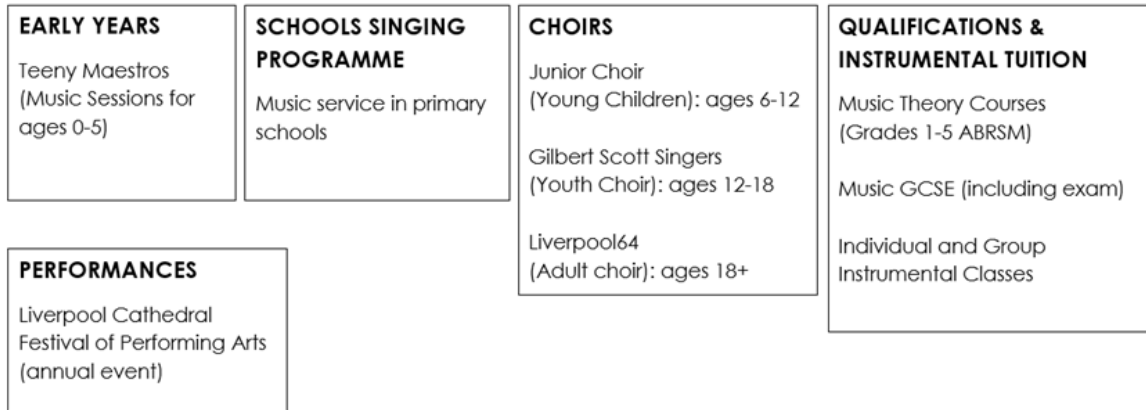 EARLY YEARS
Teeny Maestros
(Music Sessions for
ages 0-5)
SCHOOLS SINGING
PROGRAMME
Music service in primary
schools
CHOIRS
Junior Choir
(Young Children): ages 6-12
Gilbert Scott Singers
(Youth Choir): ages 12-18
Liverpool64
(Adult choir): ages 18+
QUALIFICATIONS &
INSTRUMENTAL TUITION
Music Theory Courses
(Grades 1-5 ABRSM)
Music GCSE (including exam)
Individual and Group
Instrumental Classes
PERFORMANCES
Liverpool Cathedral
Festival of Performing Arts
(annual event)